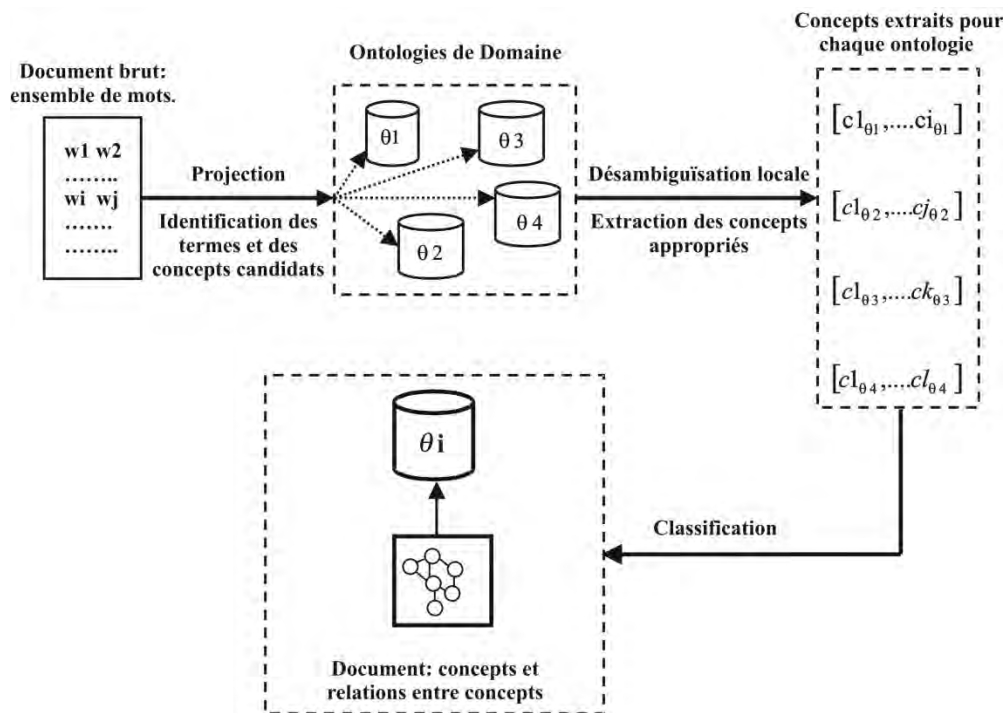 Document brut:
ensemble de mots.
w1 w2
........
wi wj
.......
........
Projection
Identification des
termes et des
concepts candidats
Ontologies de Domaine
θ1
θ3
θ4
θ2
Désambiguïsation locale
Extraction des concepts
appropriés
Concepts extraits pour
chaque ontologie
[c1θ1,....ciθ1]
[c1θ2,....cjθ2]
[c1θ3,....ckθ3]
[c1θ4,....clθ4]
Classification
θi
Document: concepts et
relations entre concepts